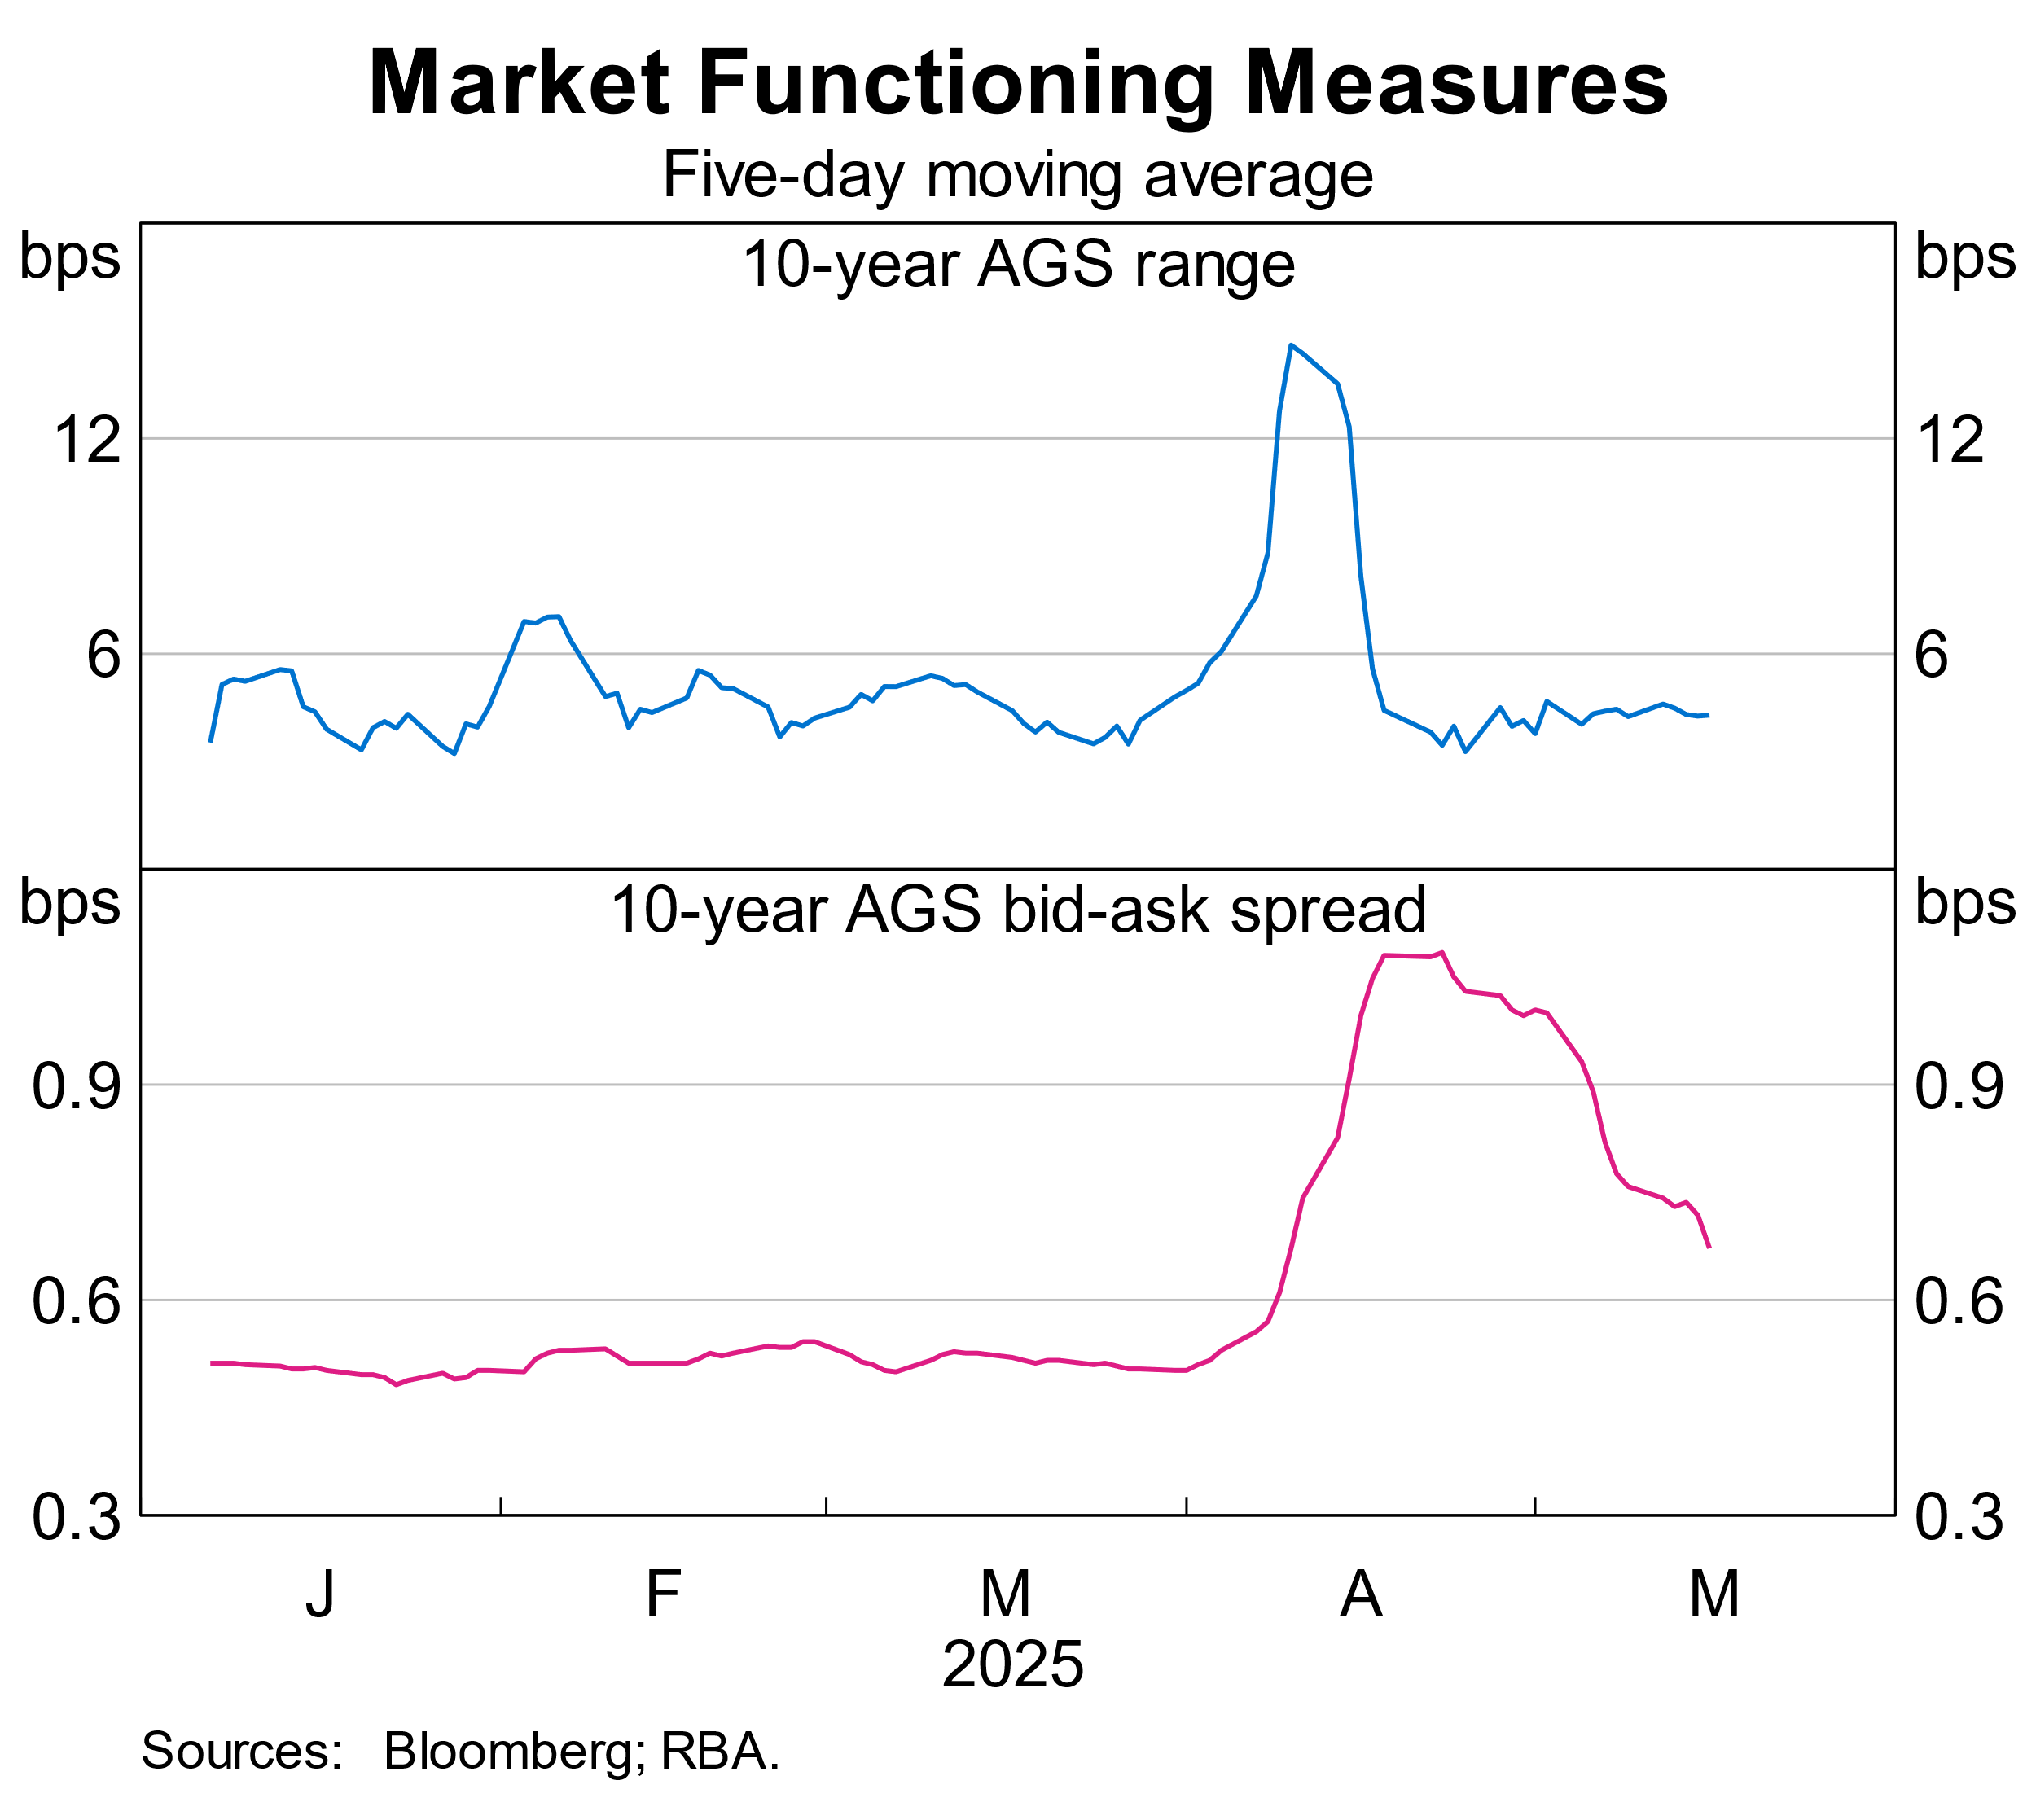 Market Functioning Measures
Five-day moving average
bps 10-year AGS range bps
12 12
6 6
bps 10-year AGS bid-ask spread bps
0.9 0.9
0.6 0.6
0.3 0.3
J F M A M
2025
Sources: Bloomberg; RBA.